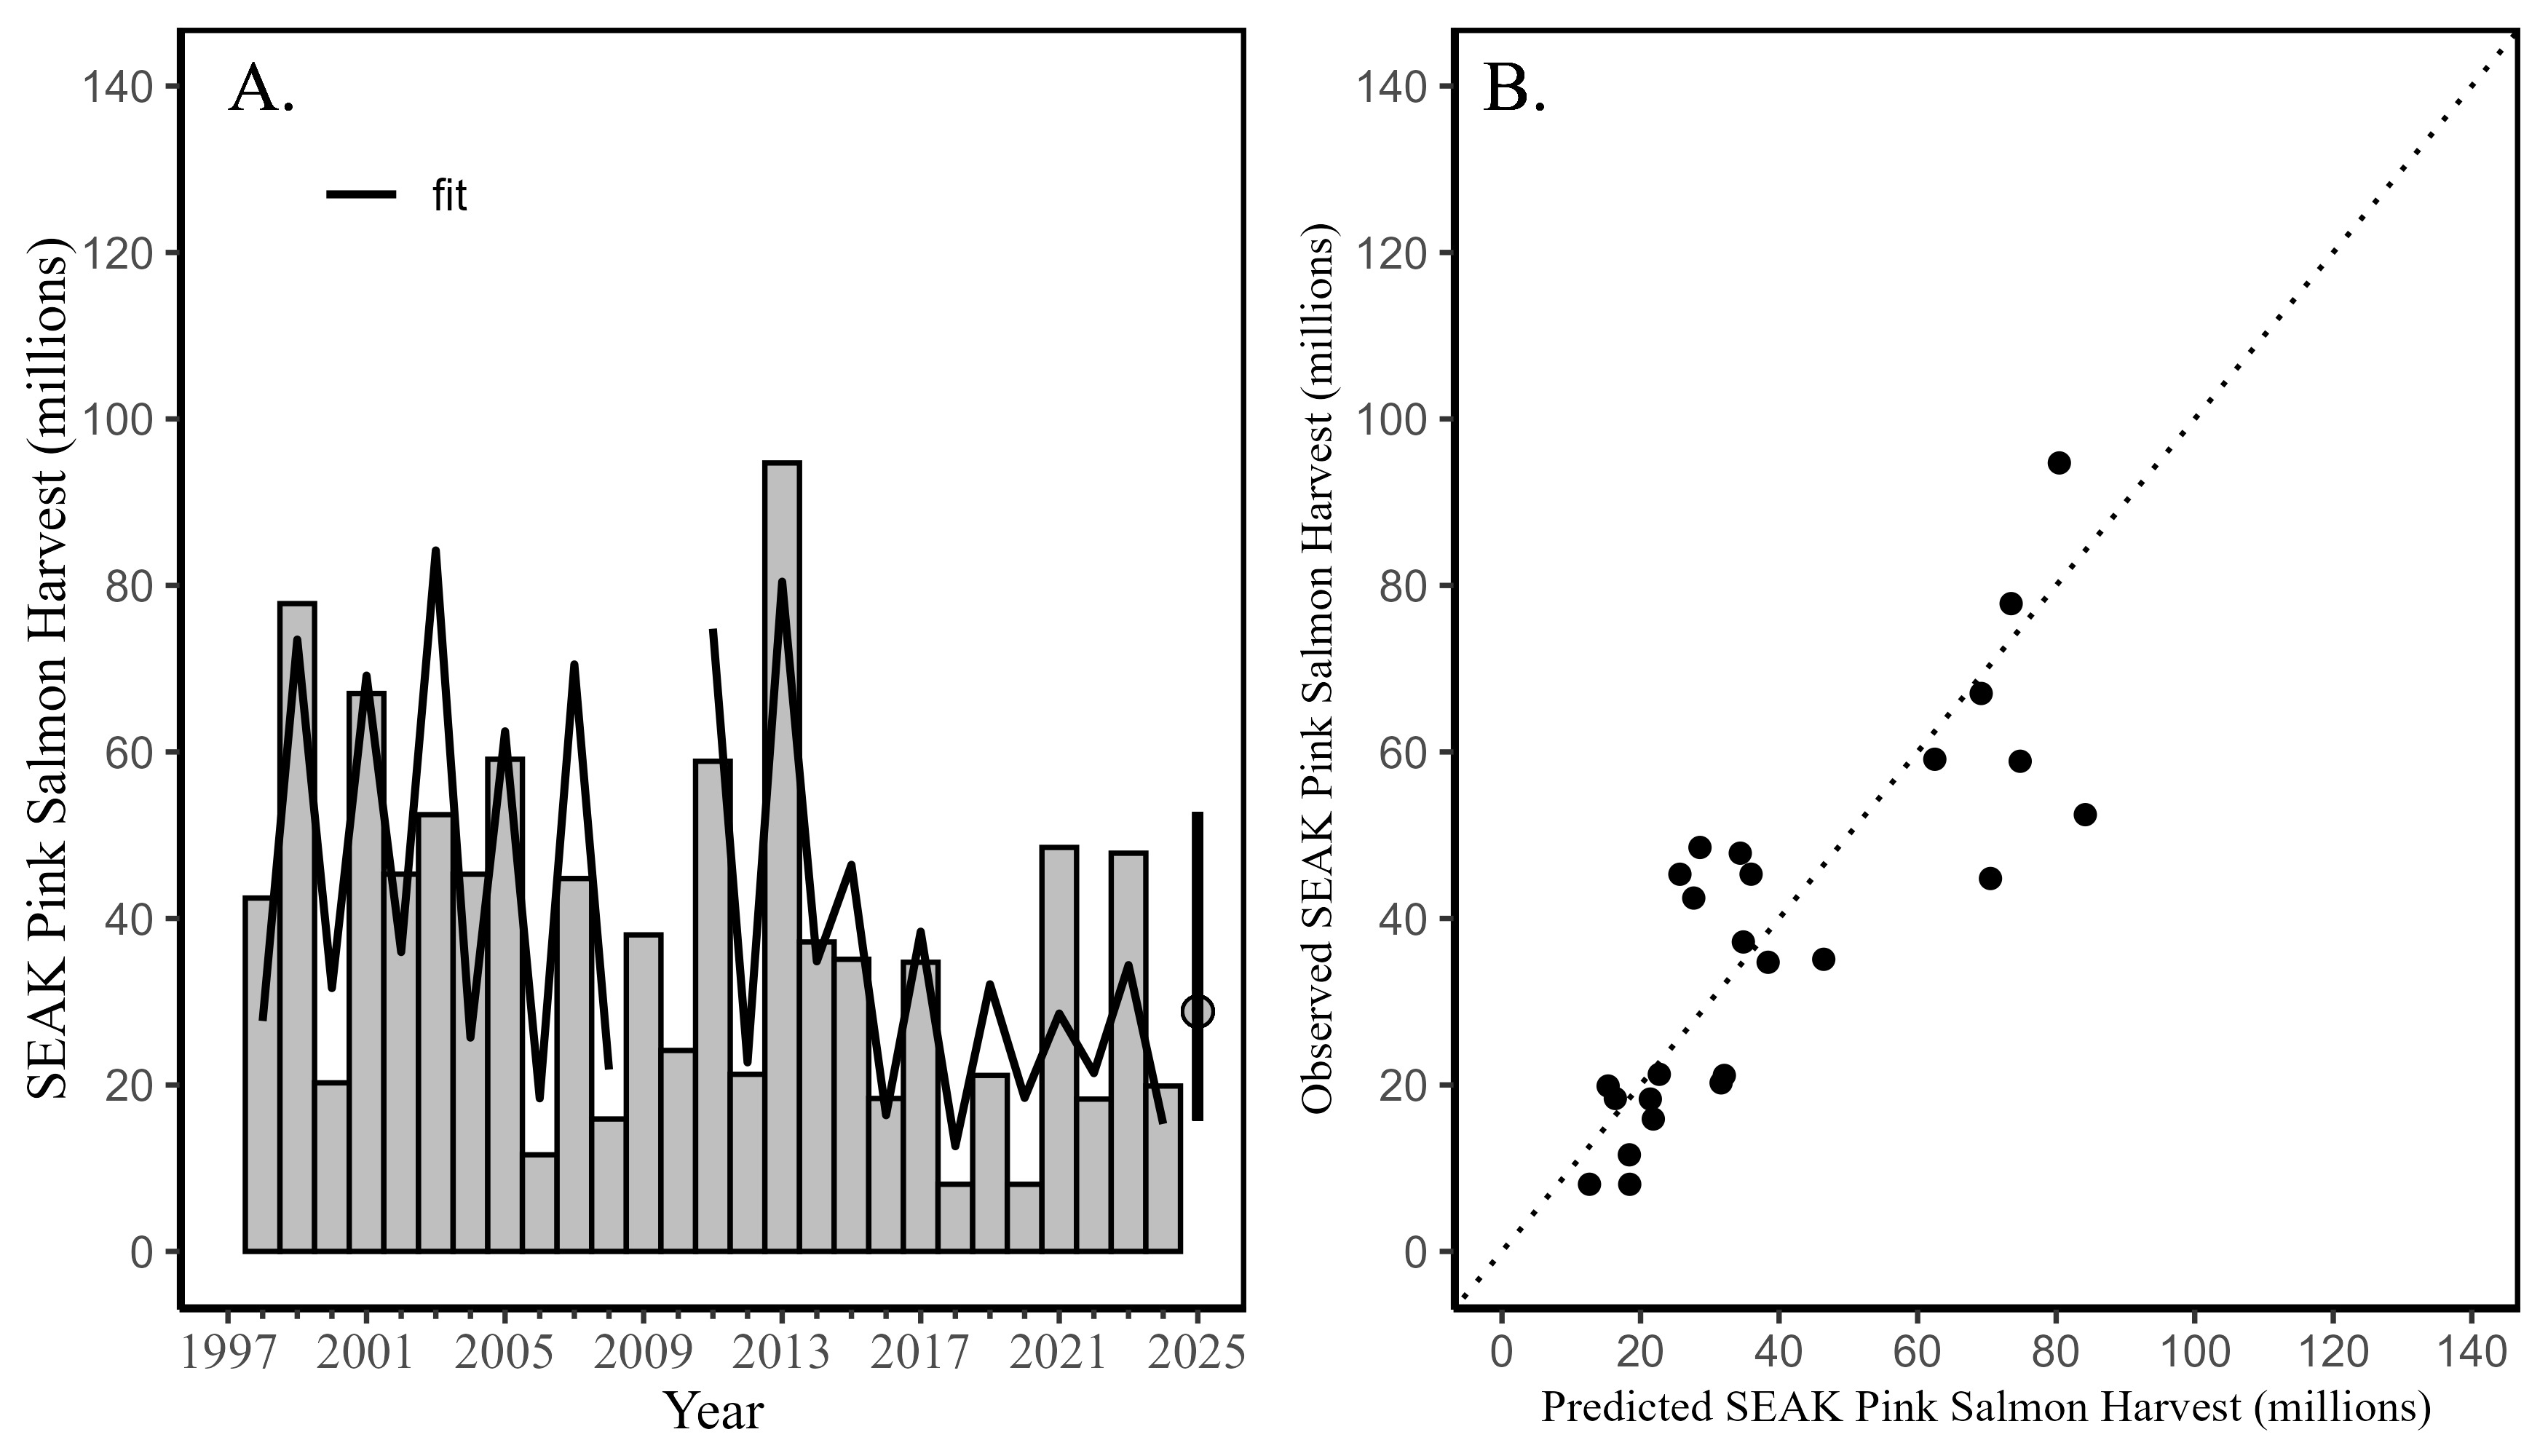 A.
fit
SEAK Pink Salmon Harvest (millions)
140
120
100
80
60
40
20
0
1997 2001 2005 2009 2013 2017 2021 2025
Year
B.
Observed SEAK Pink Salmon Harvest (millions)
140
120
100
80
60
40
20
0
0 20 40 60 80 100 120 140
Predicted SEAK Pink Salmon Harvest (millions)